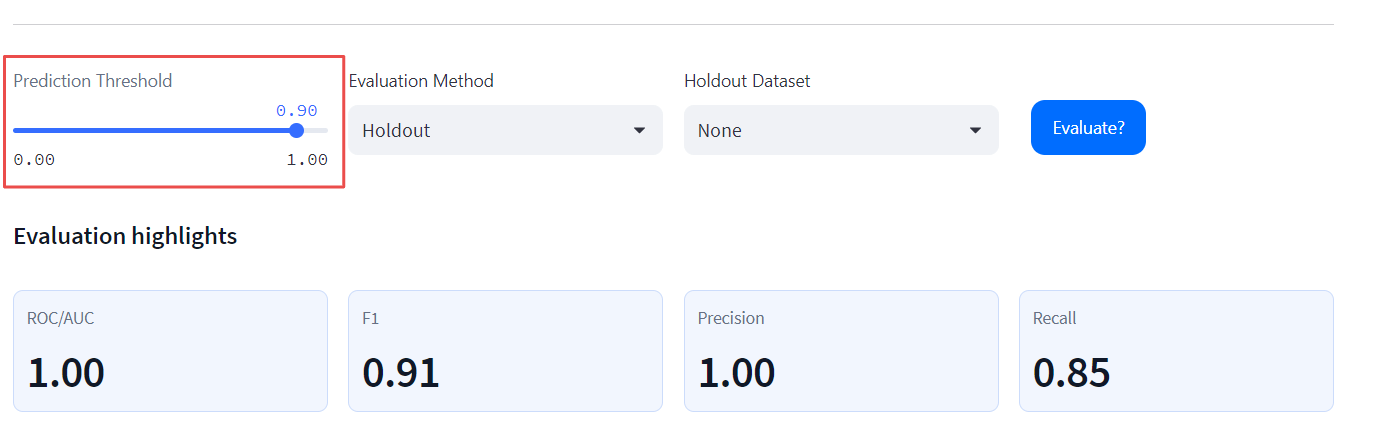 Prediction Threshold
0.90
0.00 1.00
Evaluation Method
Holdout
Holdout Dataset
None
Evaluate?
Evaluation highlights
ROC/AUC
1.00
F1
0.91
Precision
1.00
Recall
0.85